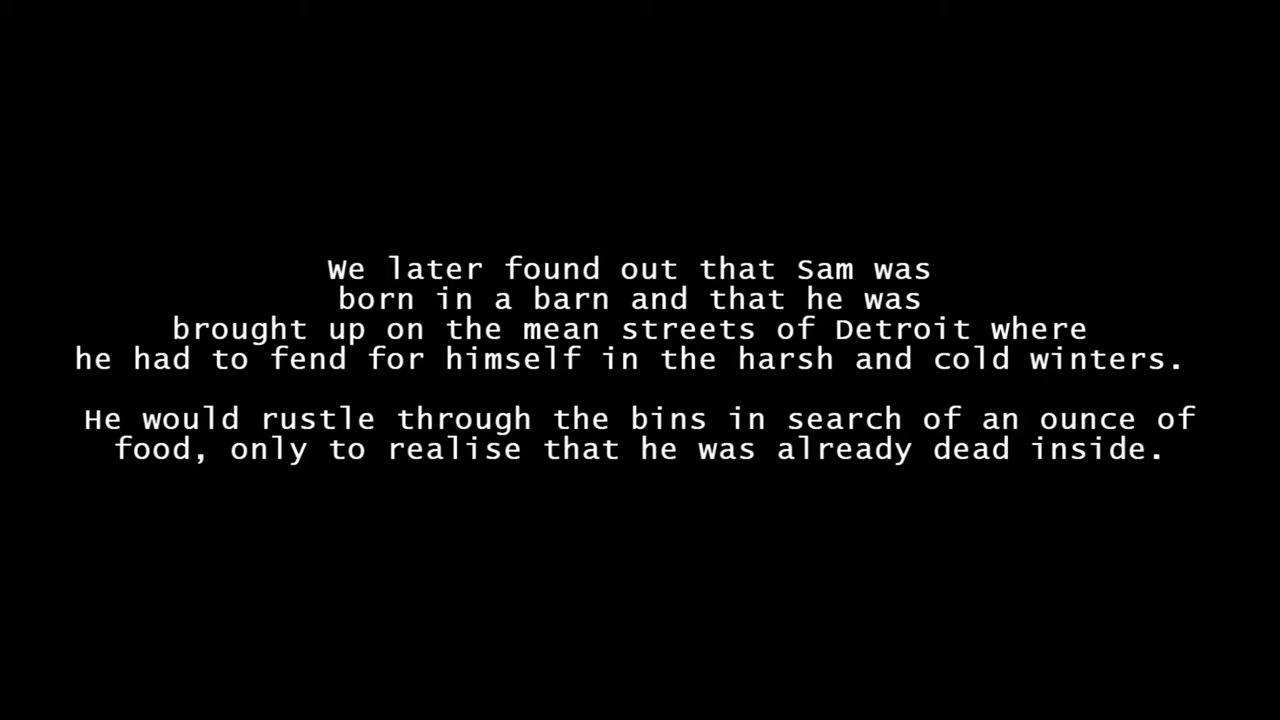 We later found out that Sam was
born in a barn and that he was
brought up on the mean streets of Detroit where
he had to fend for himself in the harsh and cold winters.
He would rustle through the bins in search of an ounce of
food, only to realise that he was already dead inside.